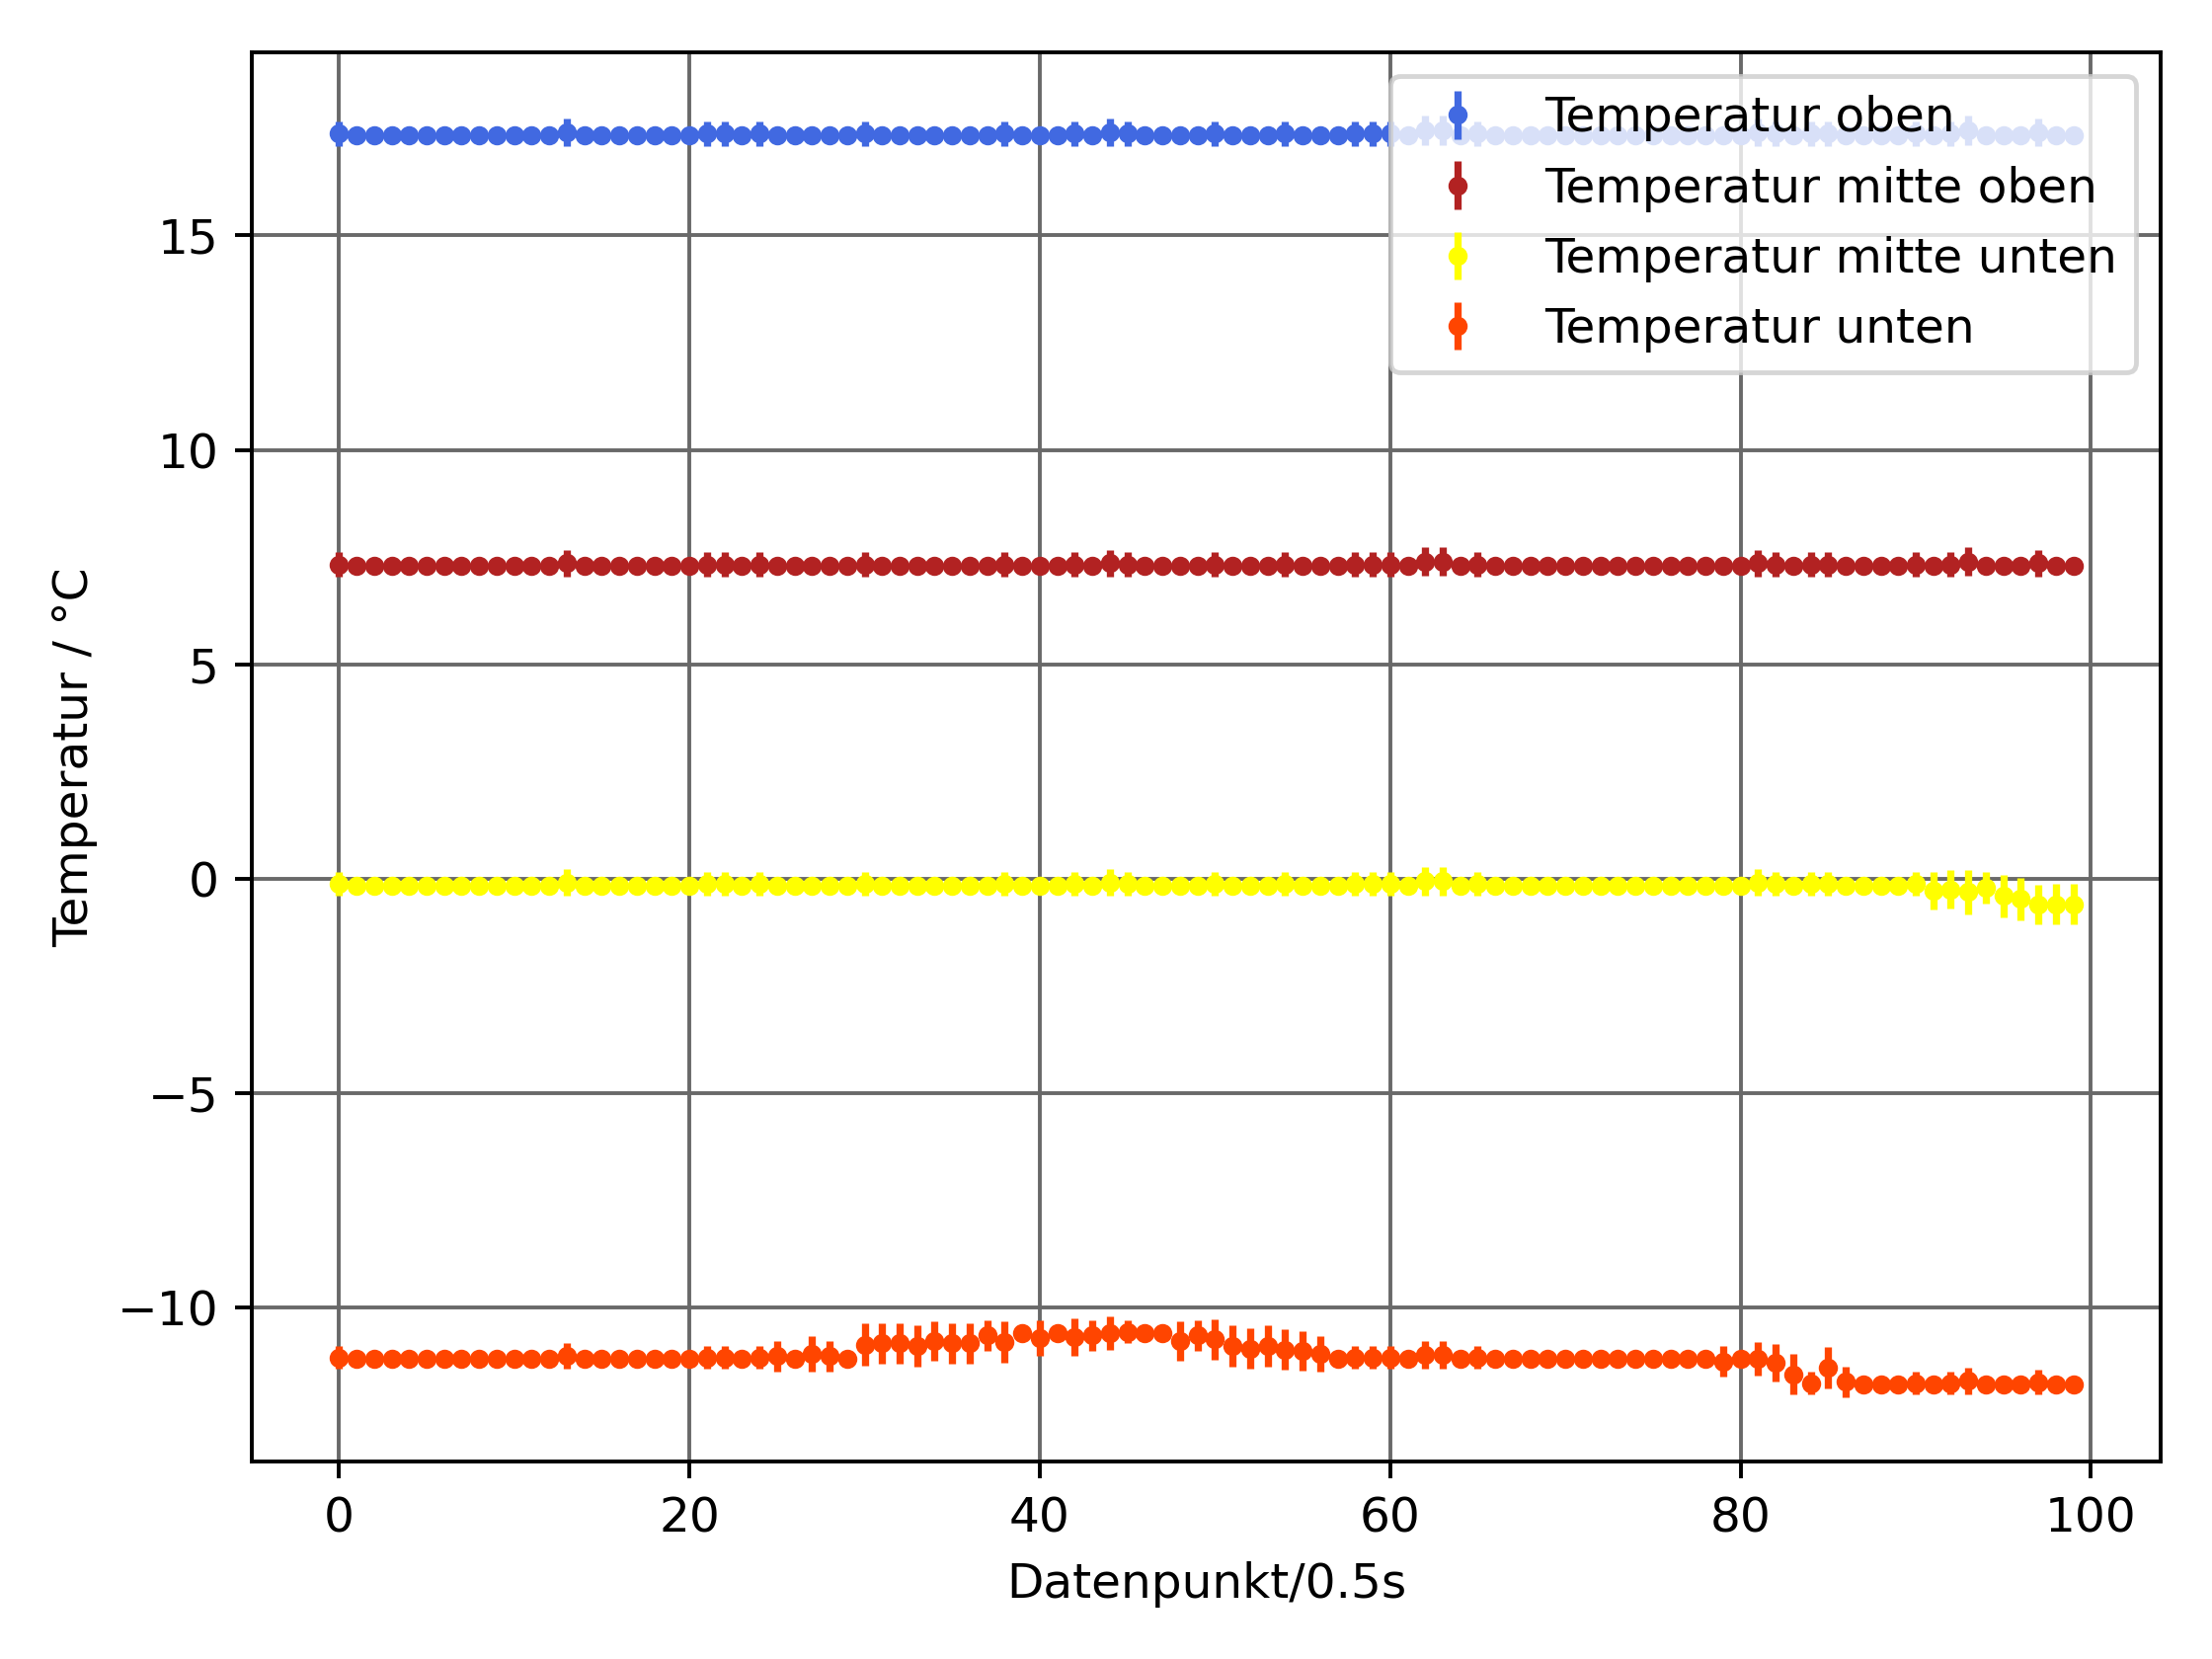 Temperatur oben
Temperatur mitte oben
Temperatur mitte unten
Temperatur unten
Temperatur / °C
15
10
5
0
−5
−10
0 20 40 60 80 100
Datenpunkt/0.5s